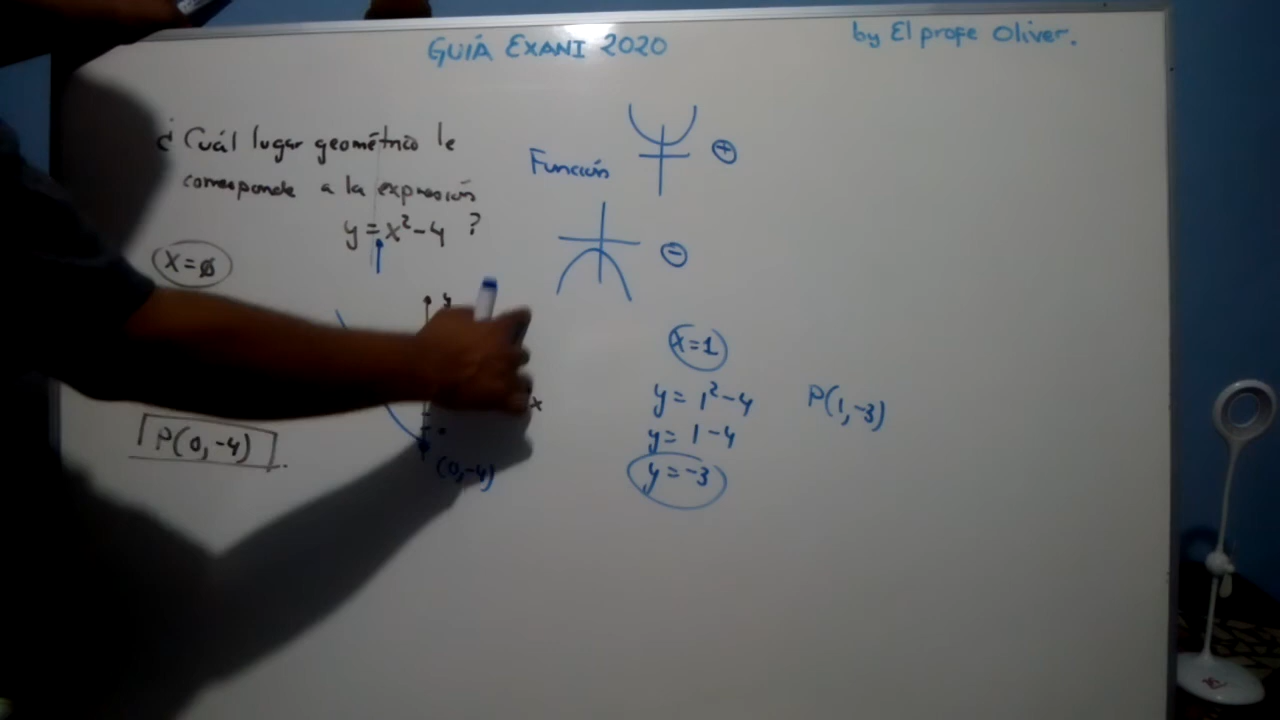 GUIÁ EXANI 2020
by El profe Oliver.
¿Cuál lugar geométrico le
corresponde a la expresión
y = x²-4 ?
Función
+
-
x=0
y
x
(0,-4)
P(0,-4)
x=1
y = 1²-4
y = 1-4
y = -3
P(1,-3)